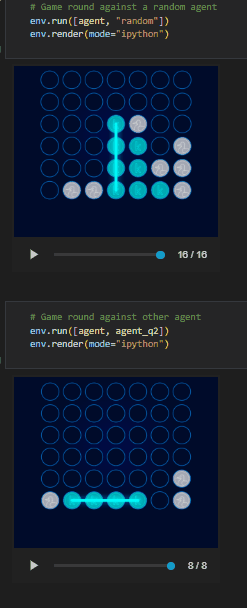 # Game round against a random agent
env.run([agent, "random"])
env.render(mode="ipython")
16 / 16
# Game round against other agent
env.run([agent, agent_q2])
env.render(mode="ipython")
8 / 8